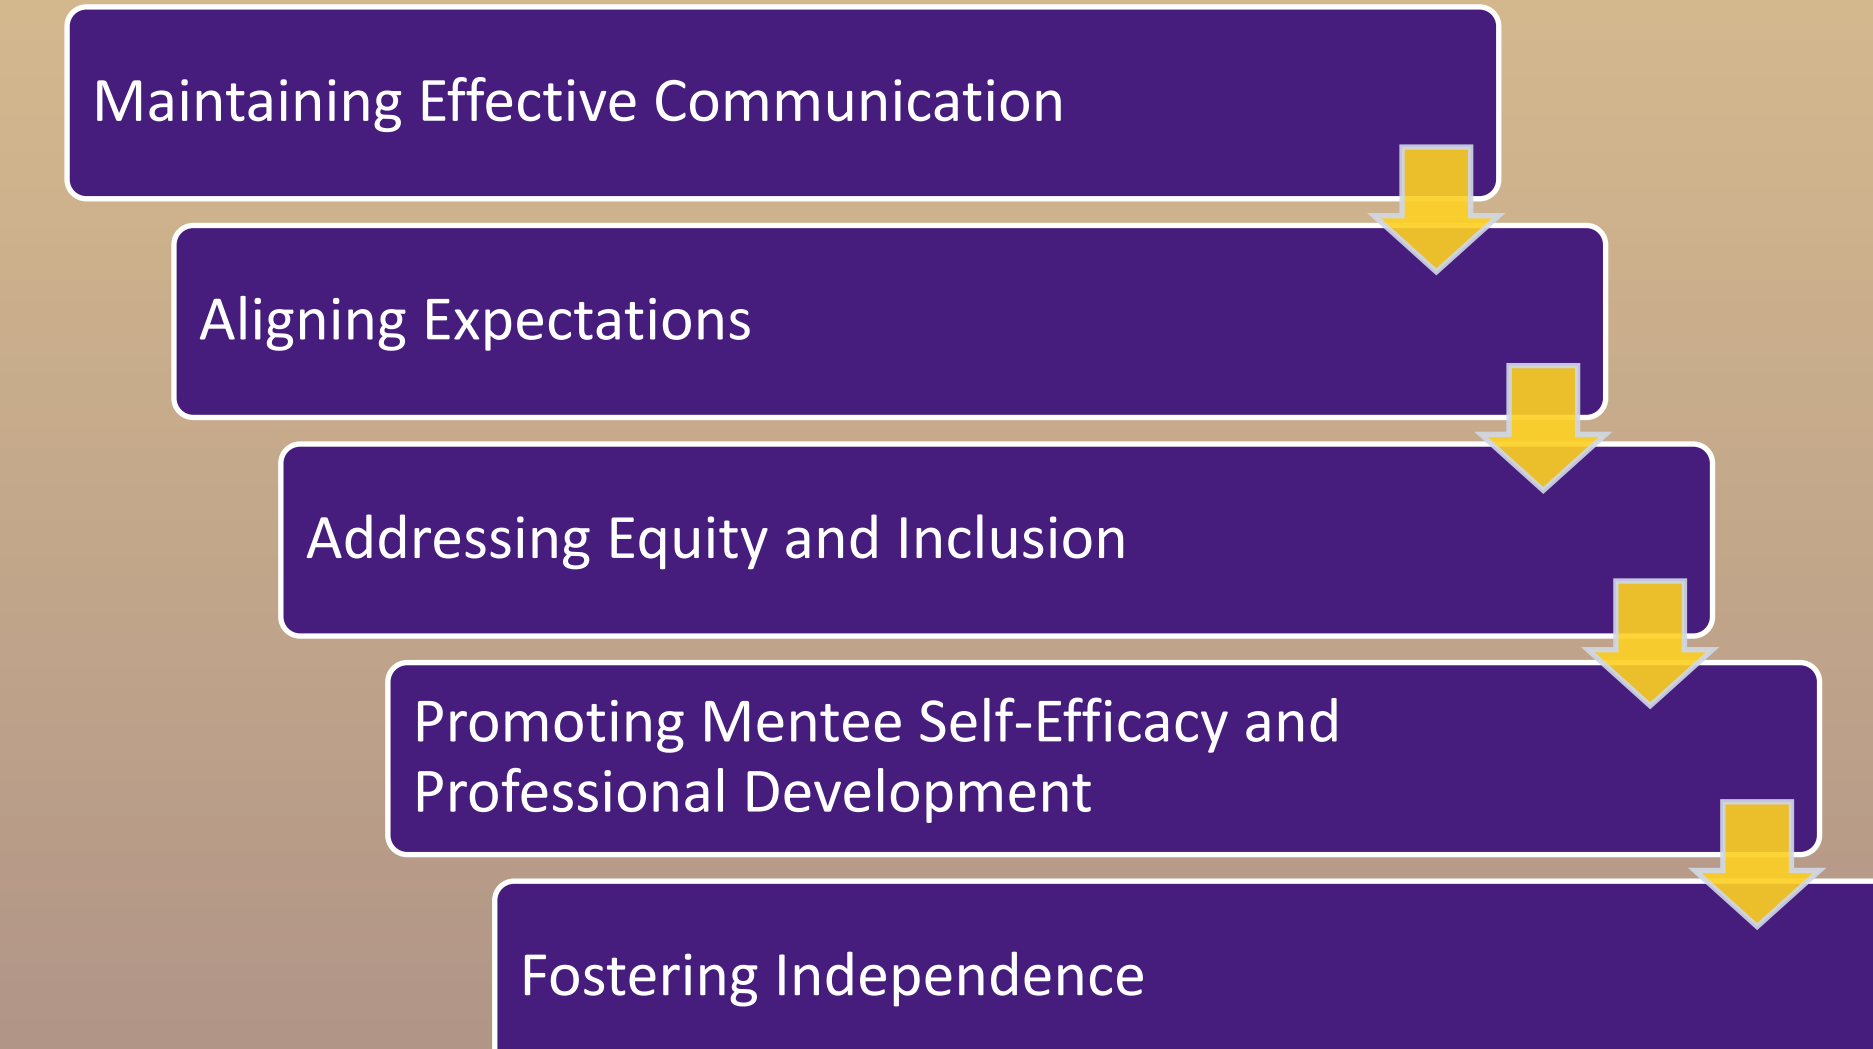 Maintaining Effective Communication
Aligning Expectations
Addressing Equity and Inclusion
Promoting Mentee Self-Efficacy and
Professional Development
Fostering Independence